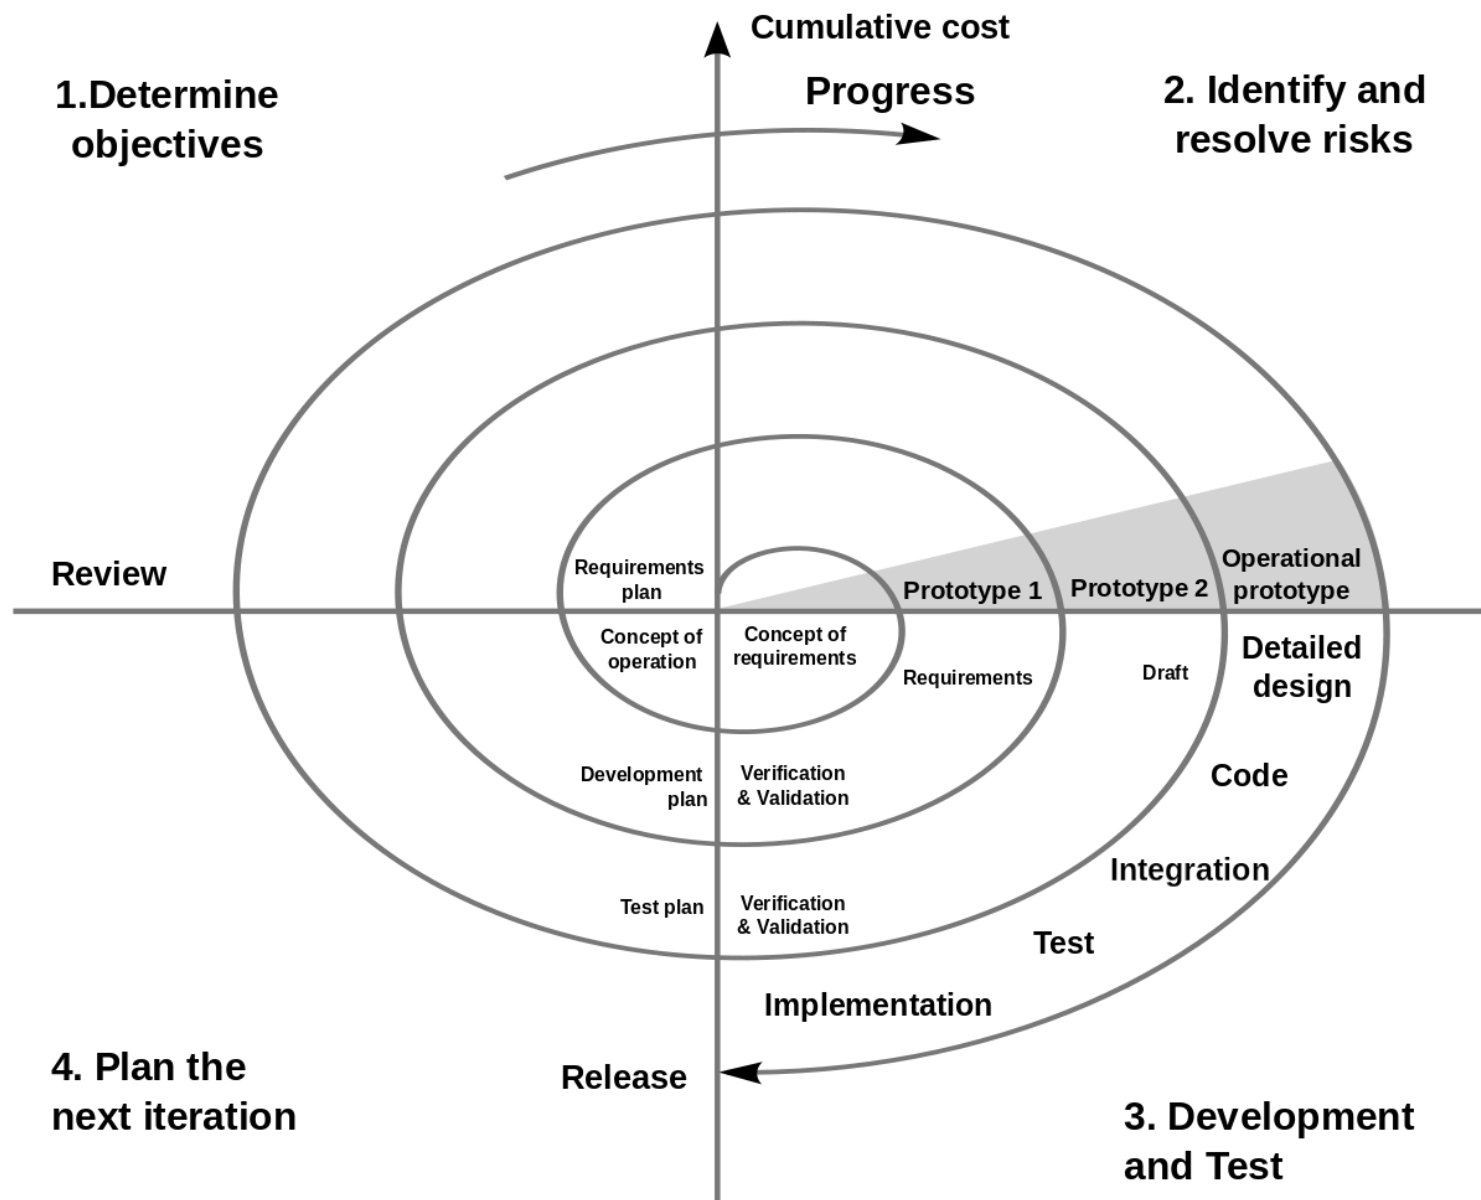 Cumulative cost
Progress
1.Determine
objectives
2. Identify and
resolve risks
Review
Requirements
plan
Concept of
operation
Concept of
requirements
Prototype 1
Prototype 2
Operational
prototype
Requirements
Draft
Detailed
design
Code
Integration
Test
Implementation
Development
plan
Verification
& Validation
Test plan
Verification
& Validation
Release
4. Plan the
next iteration
3. Development
and Test